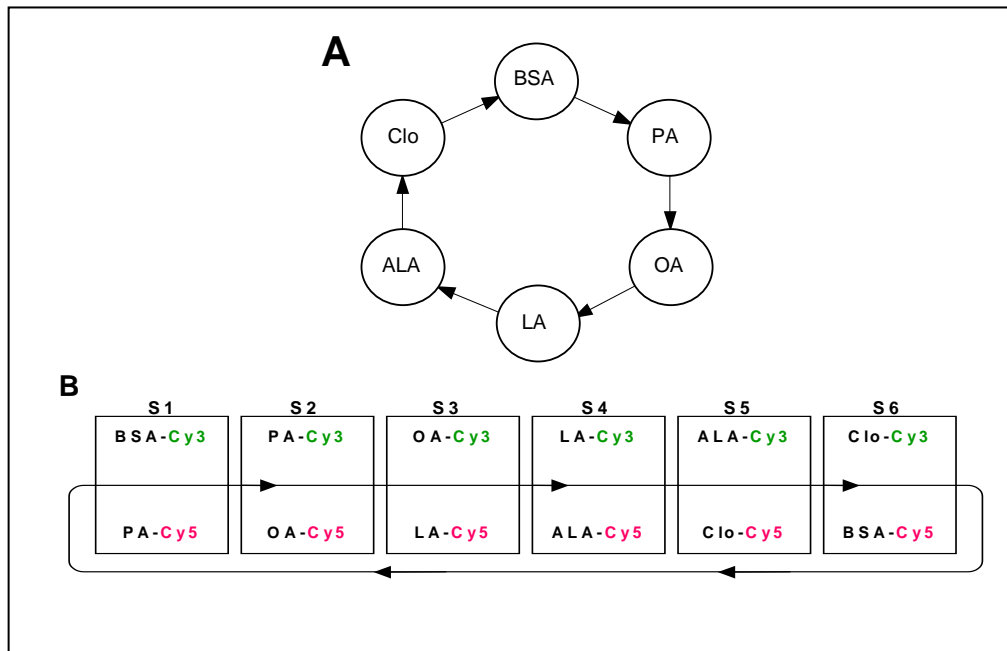 A
BSA
Clo
PA
ALA
OA
LA
B
S1 S2 S3 S4 S5 S6
BSA-Cy3 PA-Cy3 OA-Cy3 LA-Cy3 ALA-Cy3 Clo-Cy3
PA-Cy5 OA-Cy5 LA-Cy5 ALA-Cy5 Clo-Cy5 BSA-Cy5